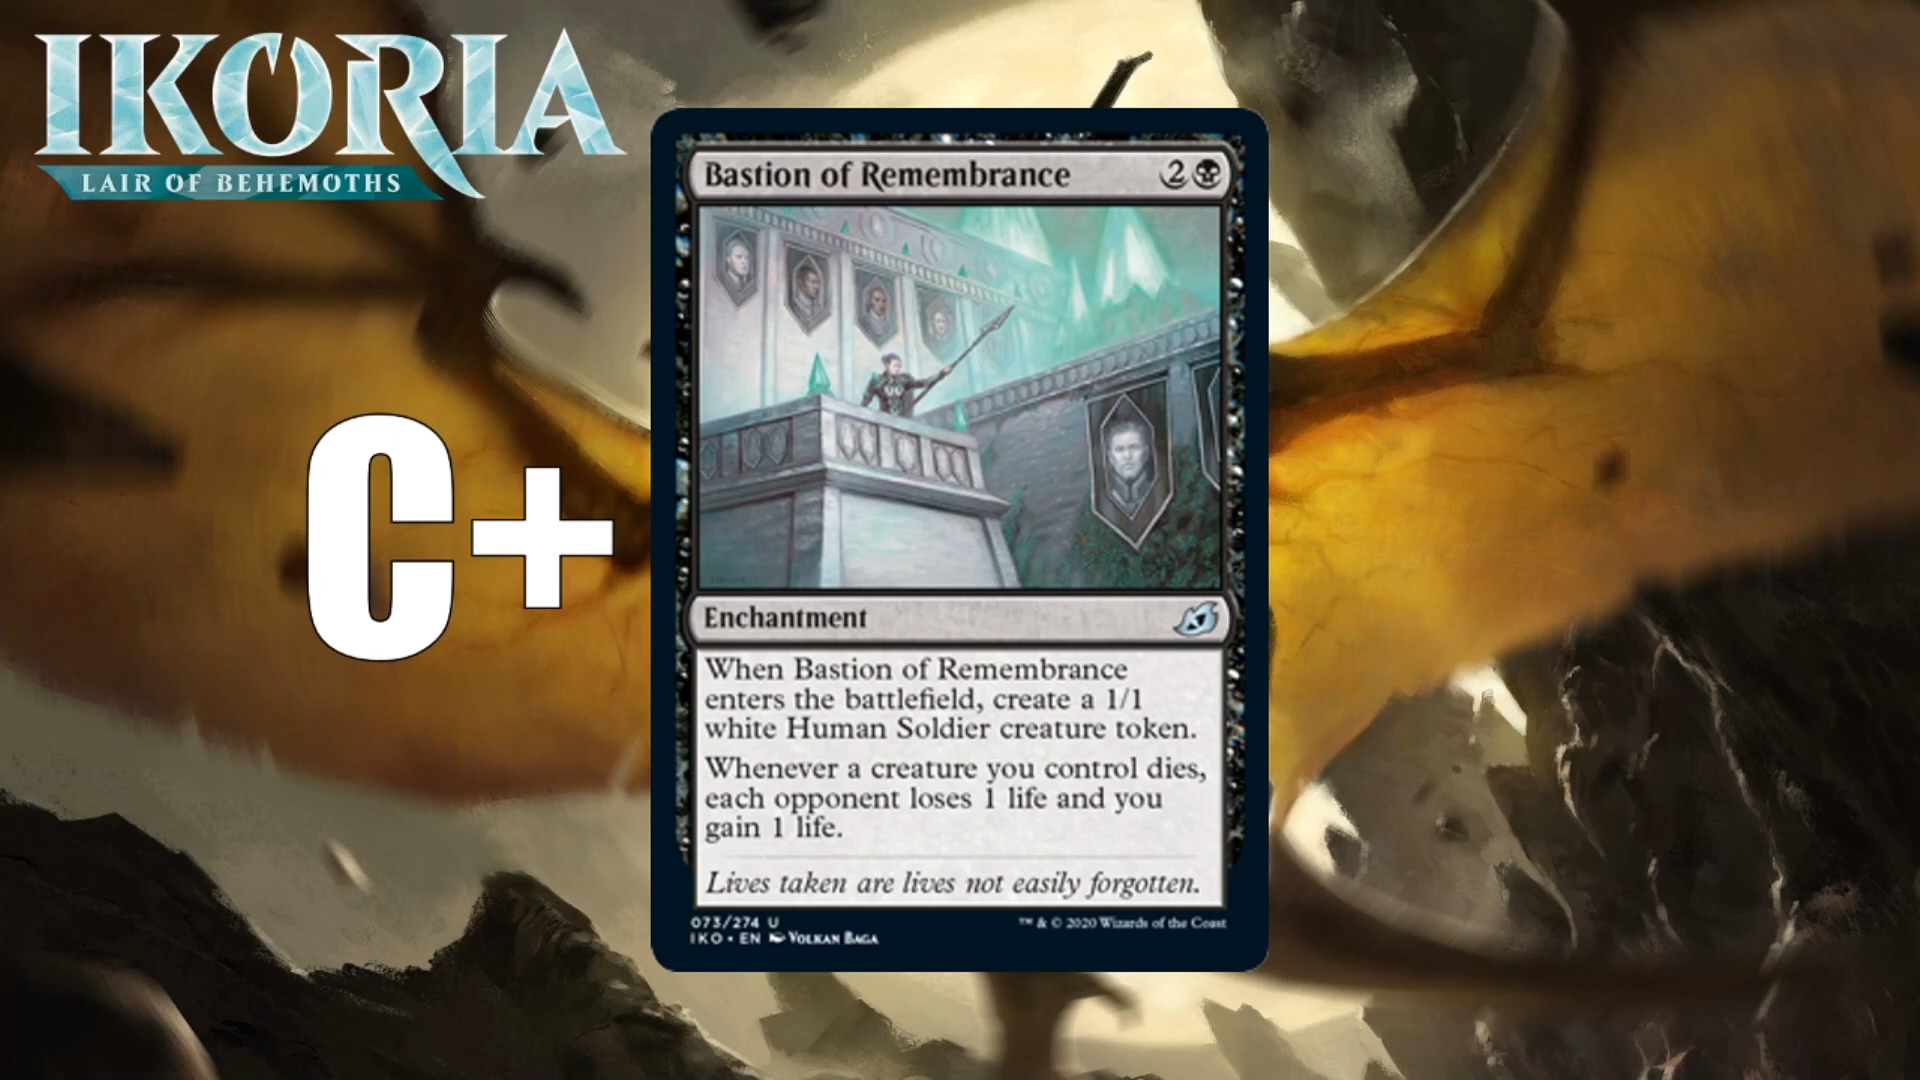 IKORIA
LAIR OF BEHEMOTHS
C+
Bastion of Remembrance 2
Enchantment
When Bastion of Remembrance
enters the battlefield, create a 1/1
white Human Soldier creature token.
Whenever a creature you control dies,
each opponent loses 1 life and you
gain 1 life.
Lives taken are lives not easily forgotten.
073/274 U
IKO • EN Volkan Baga
™ & © 2020 Wizards of the Coast